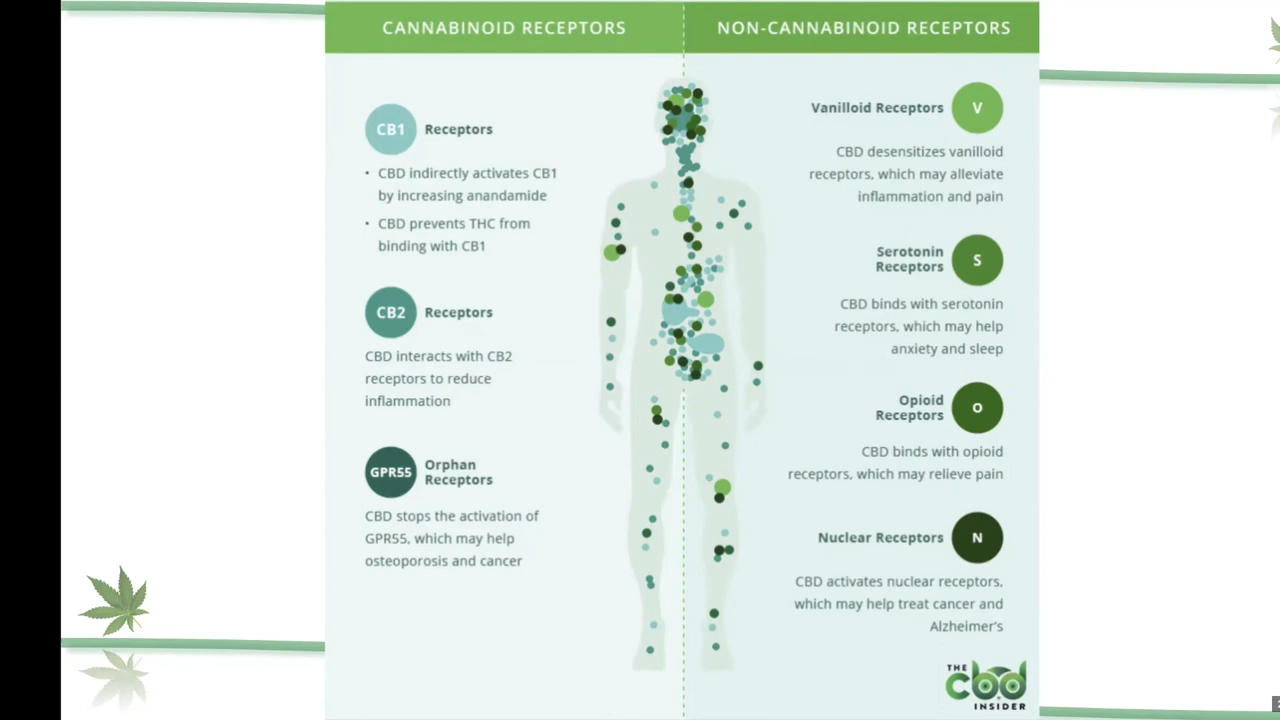 CANNABINOID RECEPTORS
CB1 Receptors
• CBD indirectly activates CB1
by increasing anandamide
• CBD prevents THC from
binding with CB1
CB2 Receptors
CBD interacts with CB2
receptors to reduce
inflammation
GPR55 Orphan
Receptors
CBD stops the activation of
GPR55, which may help
osteoporosis and cancer
NON-CANNABINOID RECEPTORS
Vanilloid Receptors V
CBD desensitizes vanilloid
receptors, which may alleviate
inflammation and pain
Serotonin
Receptors S
CBD binds with serotonin
receptors, which may help
anxiety and sleep
Opioid
Receptors O
CBD binds with opioid
receptors, which may relieve pain
Nuclear Receptors N
CBD activates nuclear receptors,
which may help treat cancer and
Alzheimer's
THE
cbd
INSIDER